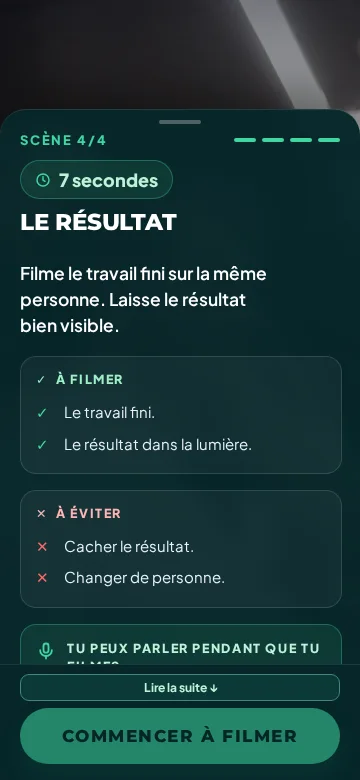 SCÈNE 4/4
7 secondes
LE RÉSULTAT
Filme le travail fini sur la même
personne. Laisse le résultat
bien visible.
✓ À FILMER
✓ Le travail fini.
✓ Le résultat dans la lumière.
✕ À ÉVITER
✕ Cacher le résultat.
✕ Changer de personne.
TU PEUX PARLER PENDANT QUE TU
FILMES
Lire la suite ↓
COMMENCER À FILMER